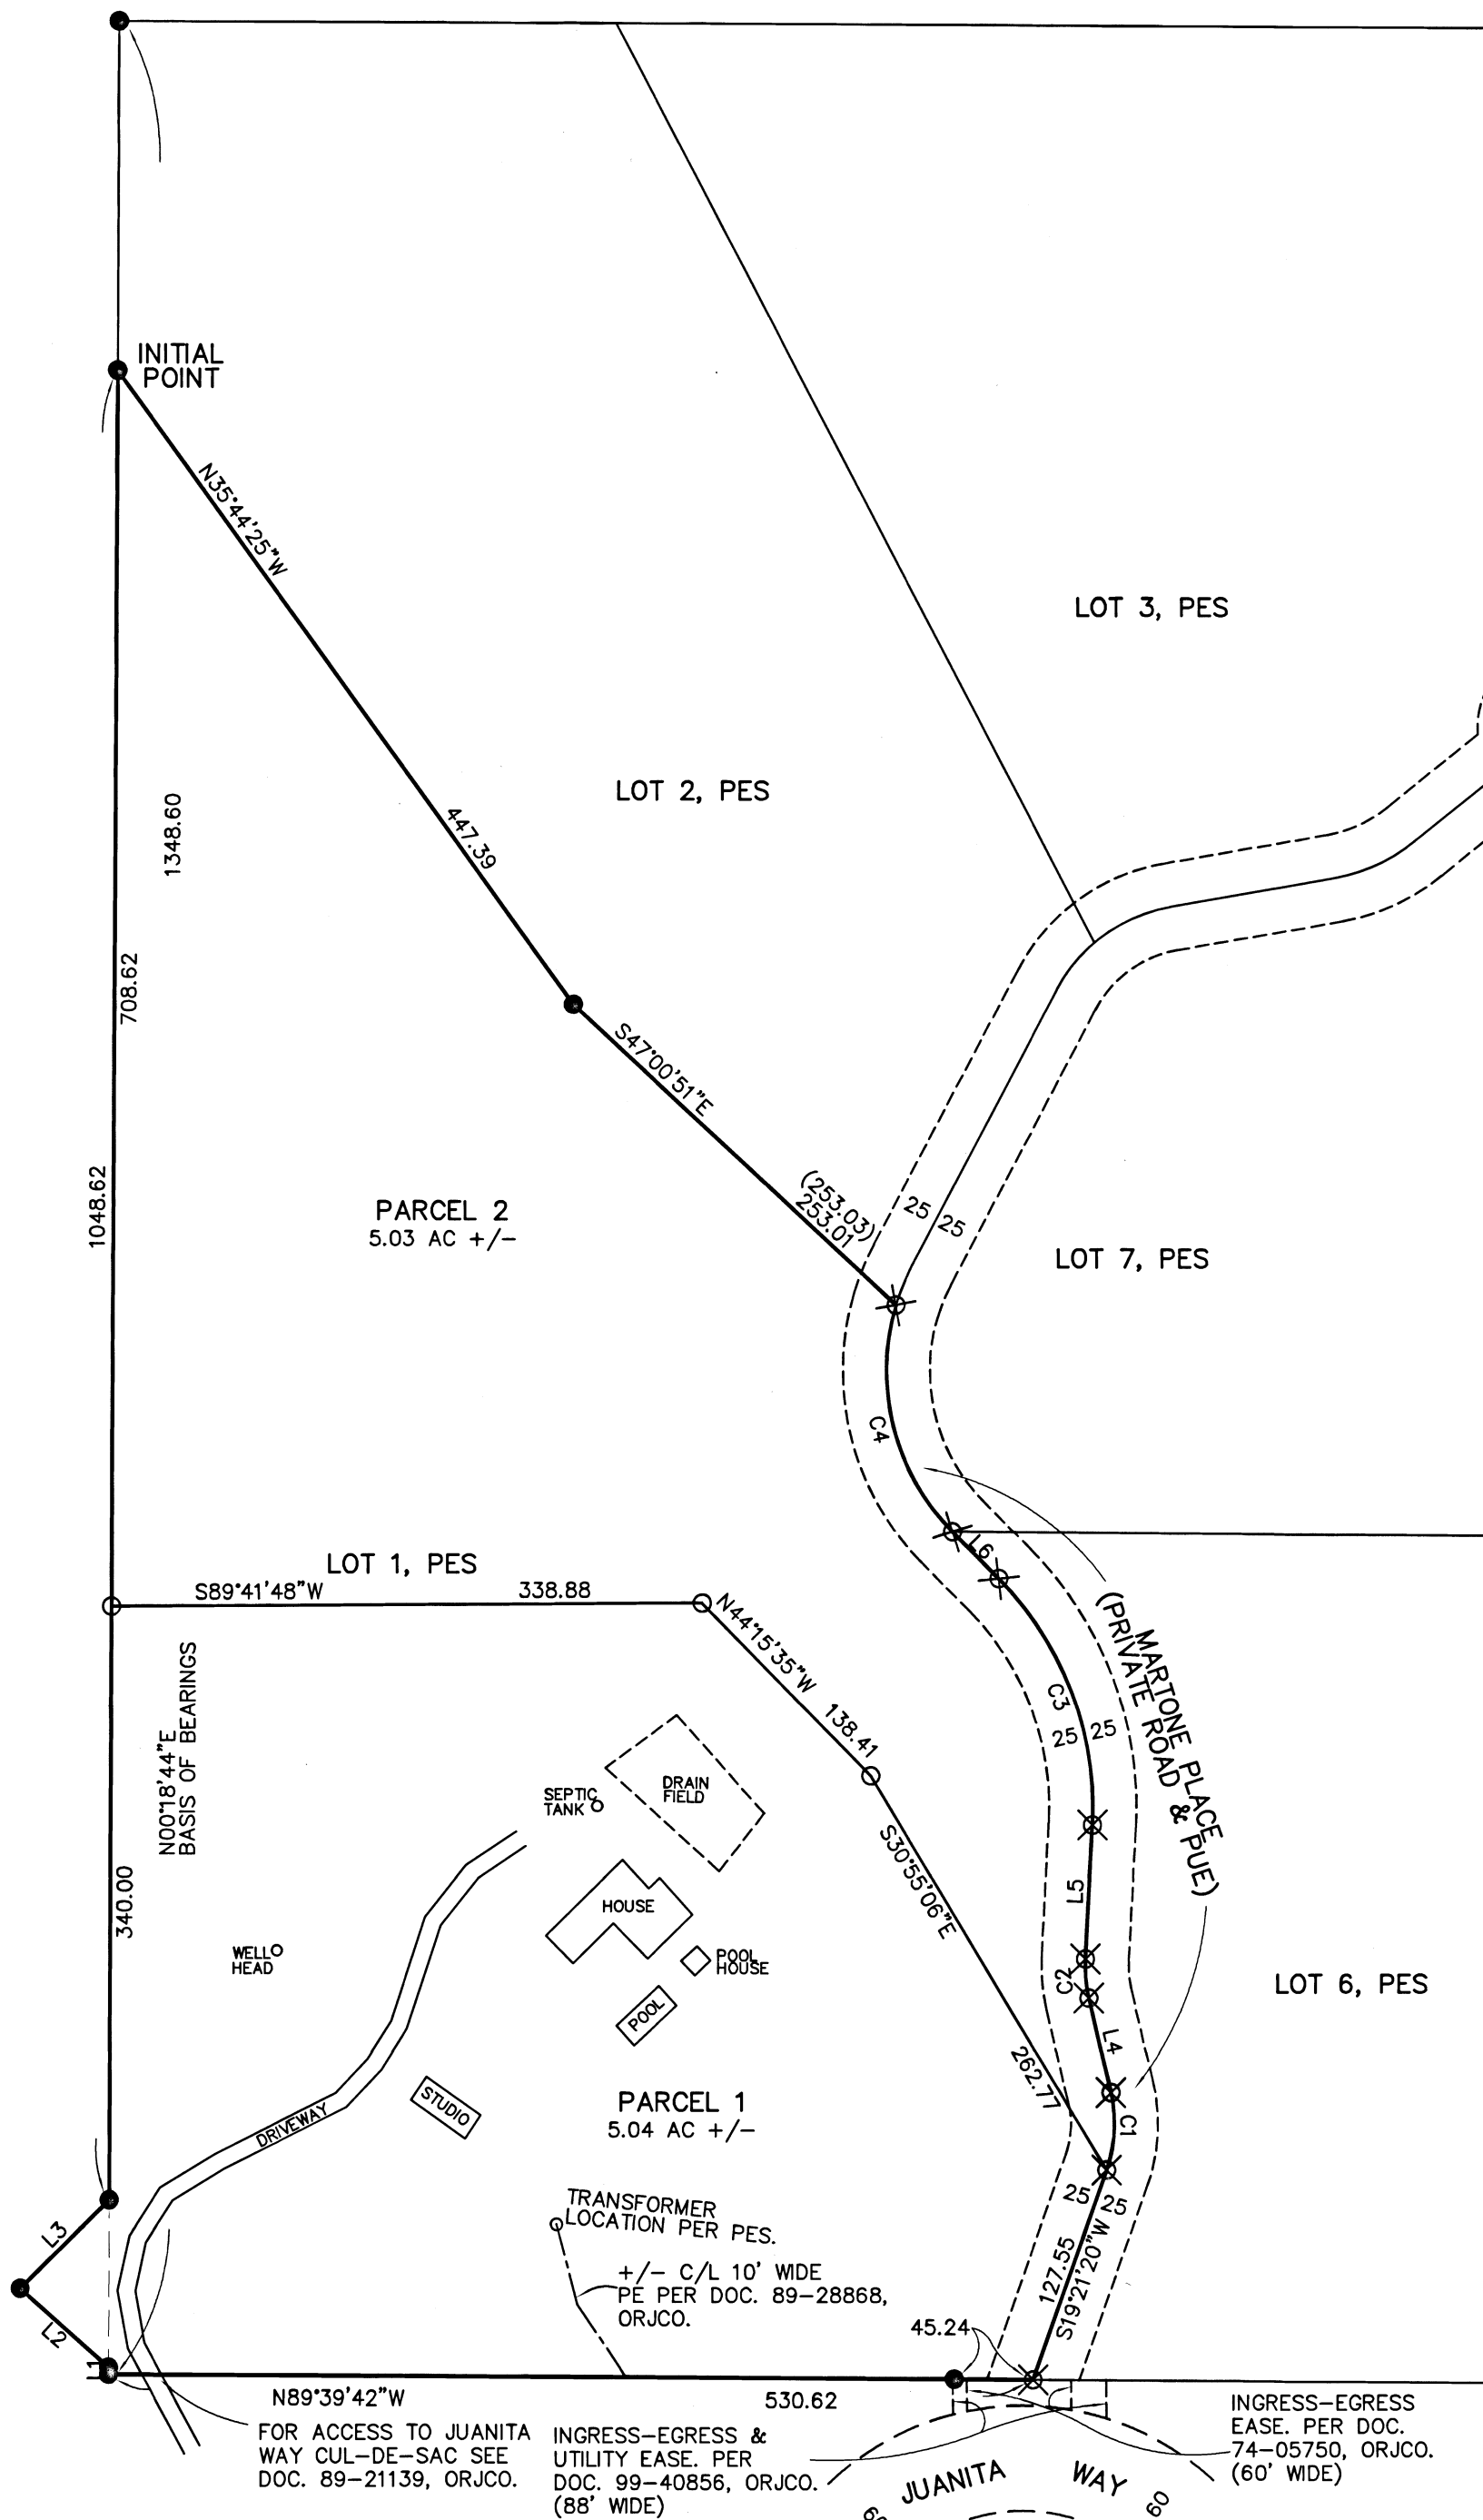 INITIAL
POINT
N35°44'25"W
LOT 3, PES
LOT 2, PES
1348.60
447.39
708.62
S47°00'51"E
1048.62
(253.03)
253.01
25
25
PARCEL 2
5.03 AC +/-
LOT 7, PES
C4
L6
LOT 1, PES
S89°41'48"W
338.88
N44°15'35"W
138.41
MARTONE PLACE
(PRIVATE ROAD & PUE)
N00°18'44"E
BASIS OF BEARINGS
C3
25
25
SEPTIC
TANK
DRAIN
FIELD
S30°55'06"E
L5
340.00
HOUSE
WELL
HEAD
POOL
HOUSE
C2
LOT 6, PES
POOL
L4
262.77
STUDIO
PARCEL 1
5.04 AC +/-
C1
DRIVEWAY
25
25
TRANSFORMER
LOCATION PER PES.
L3
127.55
S19°21'20"W
+/- C/L 10' WIDE
PE PER DOC. 89-28868,
ORJCO.
45.24
L2
L1
N89°39'42"W
530.62
FOR ACCESS TO JUANITA
WAY CUL-DE-SAC SEE
DOC. 89-21139, ORJCO.
INGRESS-EGRESS &
UTILITY EASE. PER
DOC. 99-40856, ORJCO.
(88' WIDE)
INGRESS-EGRESS
EASE. PER DOC.
74-05750, ORJCO.
(60' WIDE)
JUANITA WAY
60
60